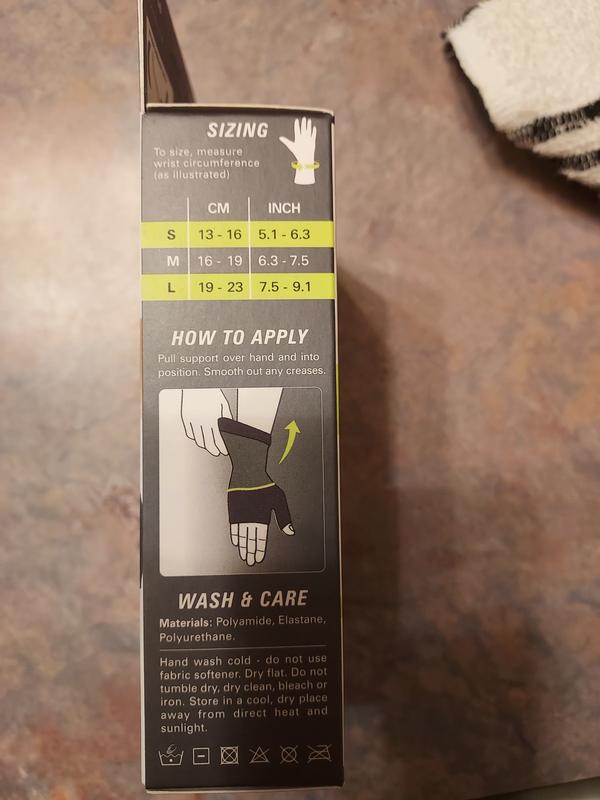 SIZING
To size, measure
wrist circumference
(as illustrated)
CM INCH
S 13 - 16 5.1 - 6.3
M 16 - 19 6.3 - 7.5
L 19 - 23 7.5 - 9.1
HOW TO APPLY
Pull support over hand and into
position. Smooth out any creases.
WASH & CARE
Materials: Polyamide, Elastane,
Polyurethane.
Hand wash cold - do not use
fabric softener. Dry flat. Do not
tumble dry, dry clean, bleach or
iron. Store in a cool, dry place
away from direct heat and
sunlight.